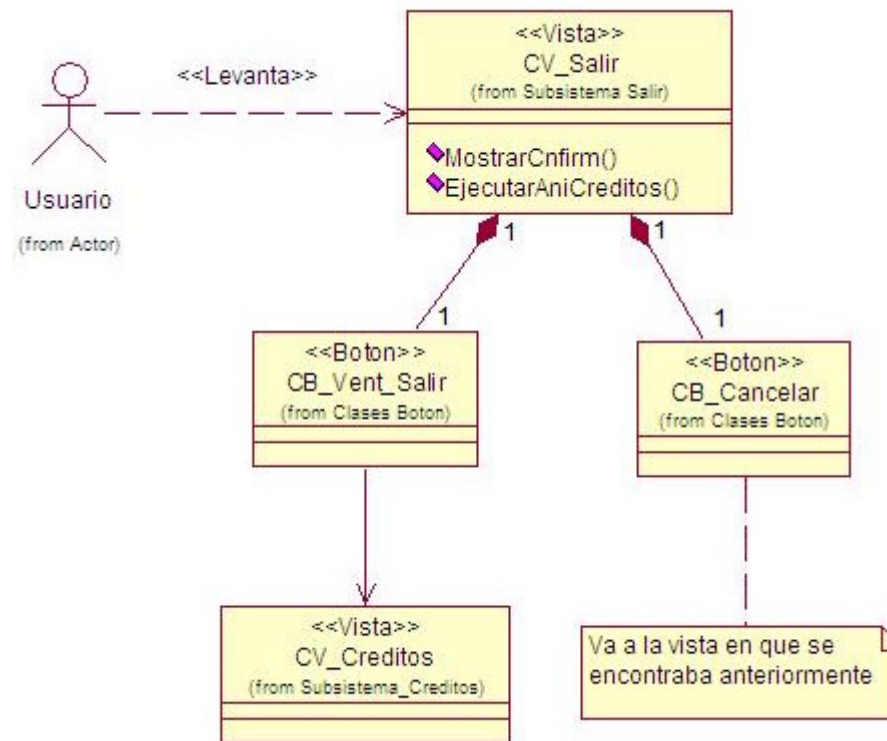 <<Vista>>
CV_Salir
(from Subsistema Salir)
<<Levanta>>
MostrarCnfirm()
EjecutarAniCreditos()
Usuario
(from Actor)
1
1
1
1
<<Boton>>
CB_Vent_Salir
(from Clases Boton)
<<Boton>>
CB_Cancelar
(from Clases Boton)
<<Vista>>
CV_Creditos
(from Subsistema_Creditos)
Va a la vista en que se
encontraba anteriormente